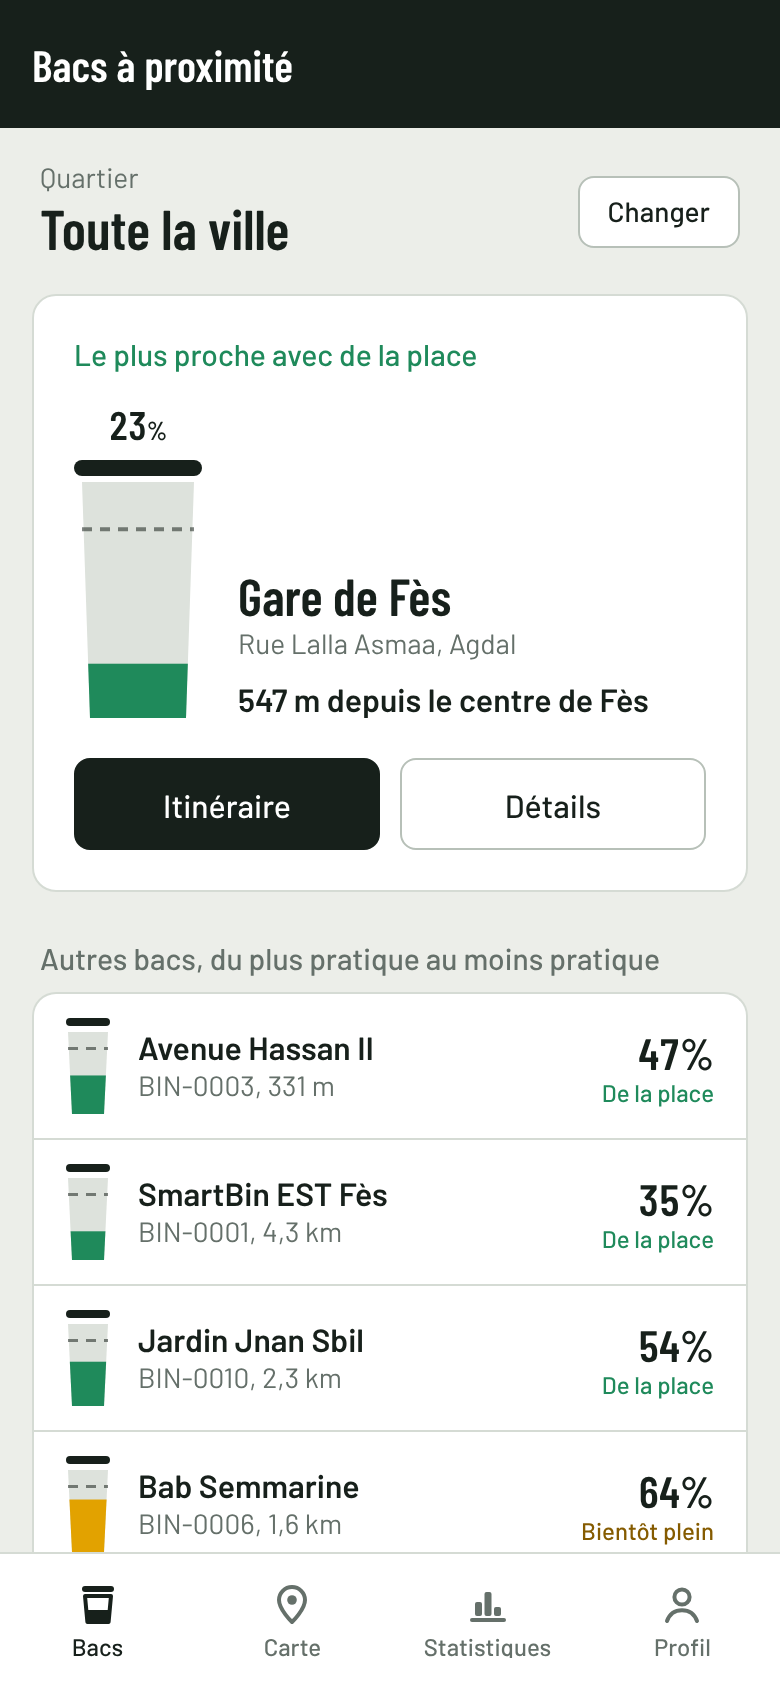 Bacs à proximité
Quartier
Toute la ville
Changer
Le plus proche avec de la place
23%
Gare de Fès
Rue Lalla Asmaa, Agdal
547 m depuis le centre de Fès
Itinéraire
Détails
Autres bacs, du plus pratique au moins pratique
Avenue Hassan II
47%
BIN-0003, 331 m
De la place
SmartBin EST Fès
35%
BIN-0001, 4,3 km
De la place
Jardin Jnan Sbil
54%
BIN-0010, 2,3 km
De la place
Bab Semmarine
64%
BIN-0006, 1,6 km
Bientôt plein
Bacs
Carte
Statistiques
Profil